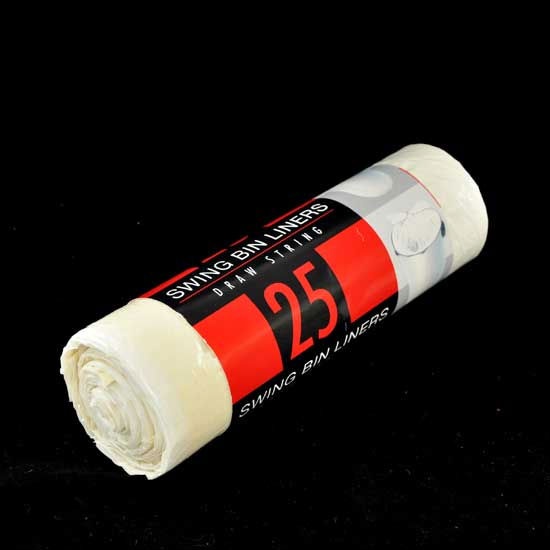 SWING BIN LINERS
DRAW STRING
25
SWING BIN LINERS